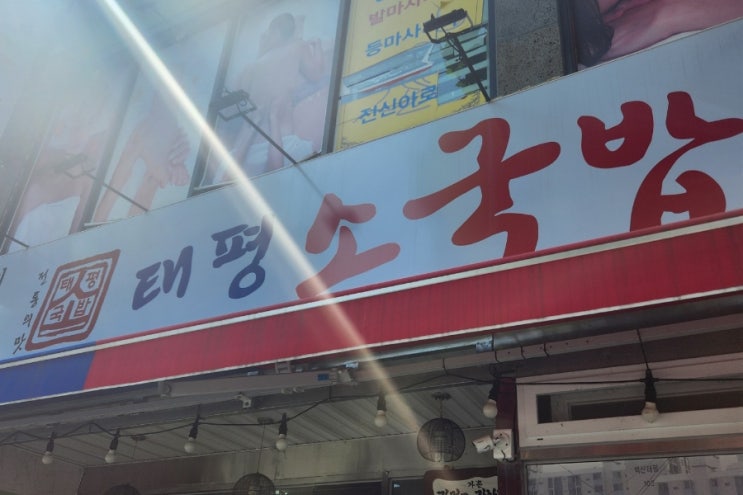 발마사
등마사
전신아로
전통의맛
태평
국밥
태평소국밥